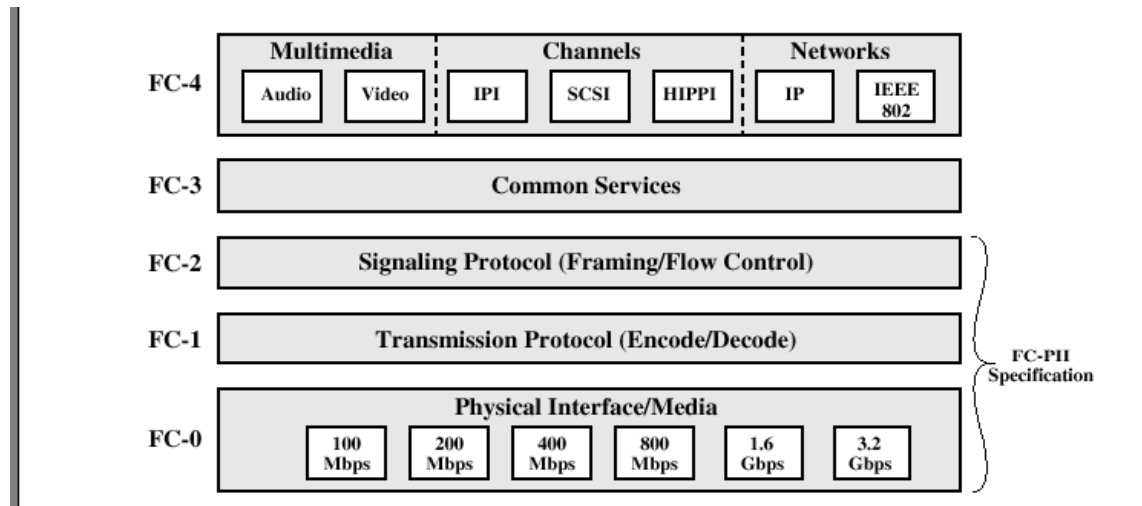 Multimedia Channels Networks
FC-4 Audio Video IPI SCSI HIPPI IP IEEE 802
FC-3 Common Services
FC-2 Signaling Protocol (Framing/Flow Control)
FC-1 Transmission Protocol (Encode/Decode)
FC-PII
Specification
Physical Interface/Media
FC-0
100 Mbps 200 Mbps 400 Mbps 800 Mbps 1.6 Gbps 3.2 Gbps